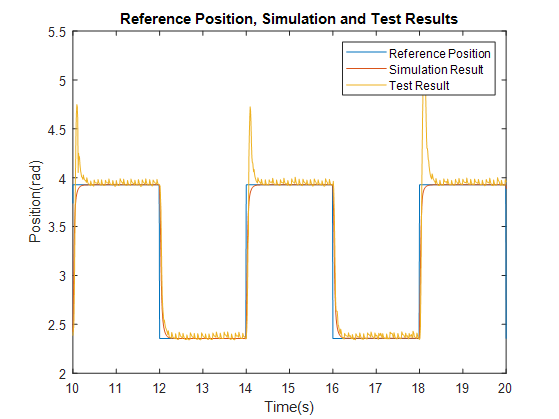 Reference Position, Simulation and Test Results
Reference Position
Simulation Result
Test Result
5.5
5
4.5
4
3.5
3
2.5
2
Position(rad)
10 11 12 13 14 15 16 17 18 19 20
Time(s)